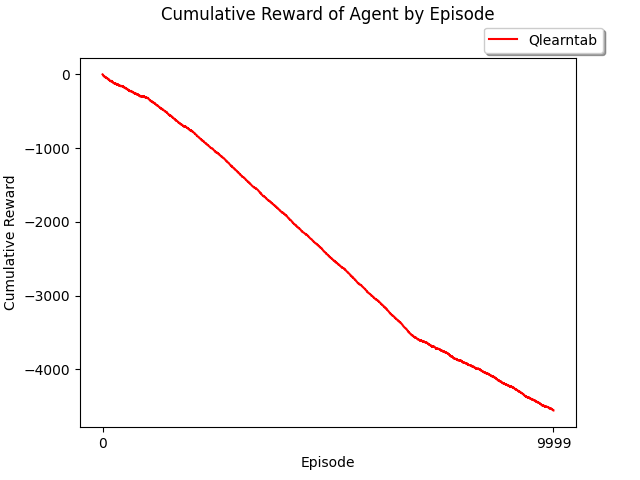 Cumulative Reward of Agent by Episode
Qlearntab
0
−1000
−2000
−3000
−4000
Cumulative Reward
0
9999
Episode